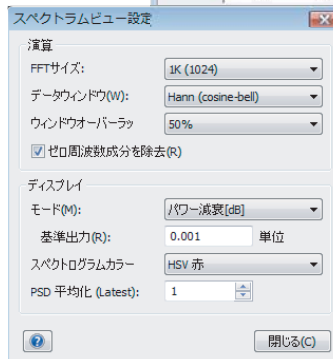 スペクトラムビュー設定
演算
FFTサイズ: 1K (1024)
データウィンドウ(W): Hann (cosine-bell)
ウィンドウオーバーラッ 50%
ゼロ周波数成分を除去(R)
ディスプレイ
モード(M): パワー減衰[dB]
基準出力(R): 0.001 単位
スペクトログラムカラー HSV 赤
PSD 平均化 (Latest): 1
閉じる(C)